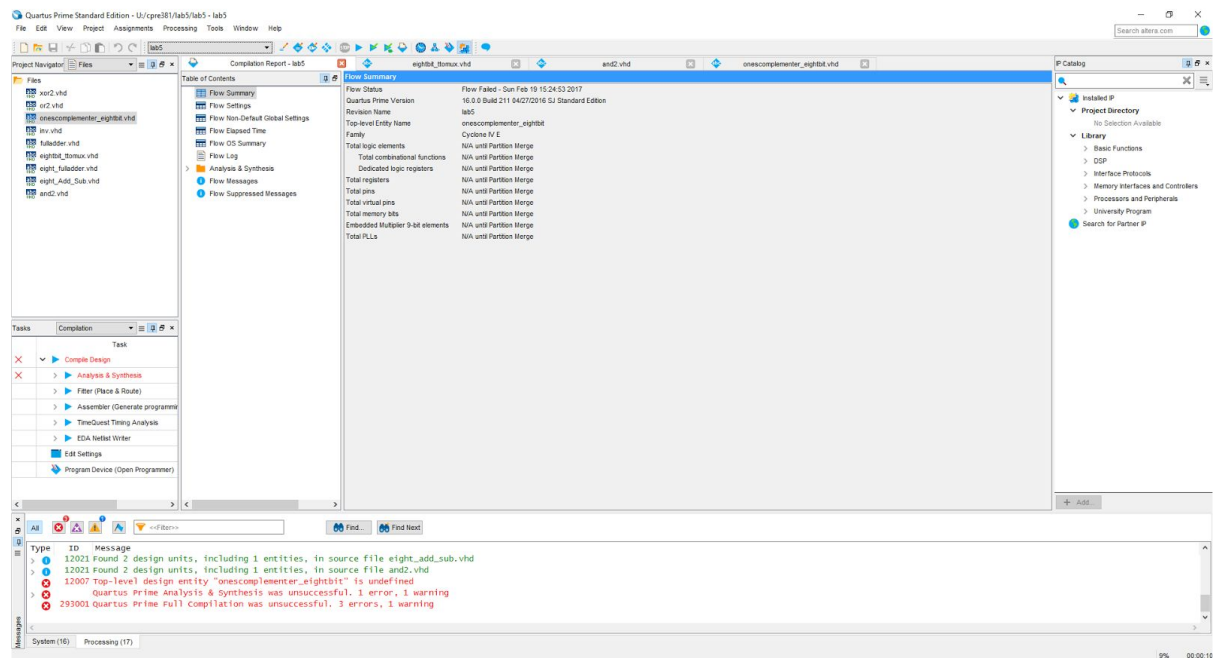 Quartus Prime Standard Edition - U:/cpre381/lab5/lab5 - lab5
File Edit View Project Assignments Processing Tools Window Help
Search altera.com
lab5
Project Navigator Files
Files
xor2.vhd
or2.vhd
onescomplementer_eightbit.vhd
inv.vhd
fulladder.vhd
eightbit_ttomux.vhd
eight_fulladder.vhd
eight_Add_Sub.vhd
and2.vhd
Compilation Report - lab5
eightbit_ttomux.vhd
and2.vhd
onescomplementer_eightbit.vhd
Table of Contents
Flow Summary
Flow Settings
Flow Non-Default Global Settings
Flow Elapsed Time
Flow OS Summary
Flow Log
Analysis & Synthesis
Flow Messages
Flow Suppressed Messages
Flow Summary
Flow Status Flow Failed - Sun Feb 19 15:24:53 2017
Quartus Prime Version 16.0.0 Build 211 04/27/2016 SJ Standard Edition
Revision Name lab5
Top-level Entity Name onescomplementer_eightbit
Family Cyclone IV E
Total logic elements N/A until Partition Merge
Total combinational functions N/A until Partition Merge
Dedicated logic registers N/A until Partition Merge
Total registers N/A until Partition Merge
Total pins N/A until Partition Merge
Total virtual pins N/A until Partition Merge
Total memory bits N/A until Partition Merge
Embedded Multiplier 9-bit elements N/A until Partition Merge
Total PLLs N/A until Partition Merge
IP Catalog
Installed IP
Project Directory
No Selection Available
Library
Basic Functions
DSP
Interface Protocols
Memory Interfaces and Controllers
Processors and Peripherals
University Program
Search for Partner IP
+ Add...
Tasks Compilation
Task
Compile Design
Analysis & Synthesis
Fitter (Place & Route)
Assembler (Generate programmin
TimeQuest Timing Analysis
EDA Netlist Writer
Edit Settings
Program Device (Open Programmer)
All <<Filter>> Find... Find Next
Type ID Message
12021 Found 2 design units, including 1 entities, in source file eight_add_sub.vhd
12021 Found 2 design units, including 1 entities, in source file and2.vhd
12007 Top-level design entity "onescomplementer_eightbit" is undefined
Quartus Prime Analysis & Synthesis was unsuccessful. 1 error, 1 warning
293001 Quartus Prime Full Compilation was unsuccessful. 3 errors, 1 warning
Messages
System (16) Processing (17)
9% 00:00:10